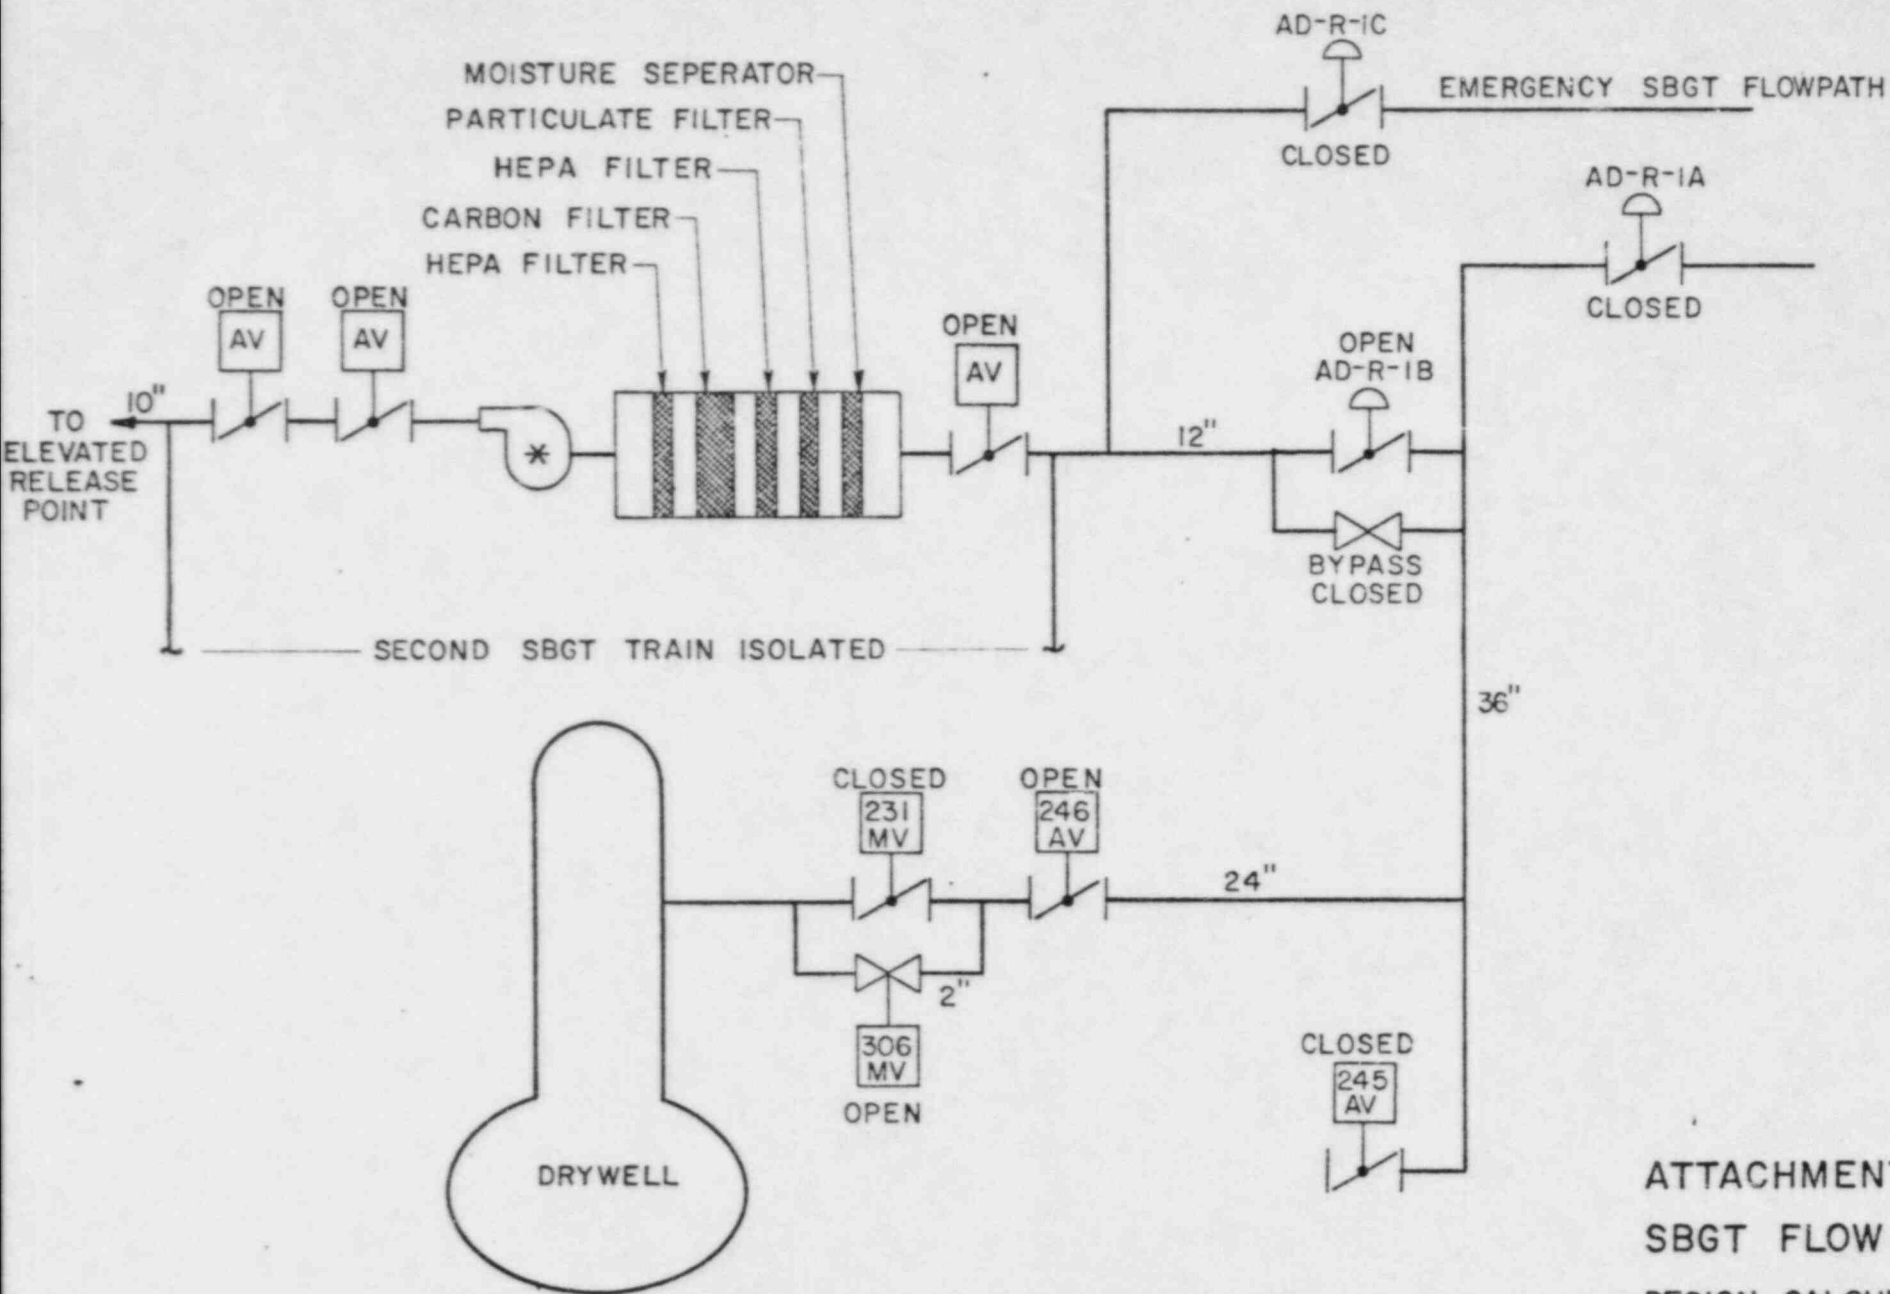 AD-R-1C
MOISTURE SEPERATOR
EMERGENCY SBGT FLOWPATH
PARTICULATE FILTER
CLOSED
HEPA FILTER
AD-R-1A
CARBON FILTER
HEPA FILTER
OPEN
AV
OPEN
AV
OPEN
AV
CLOSED
OPEN
AD-R-1B
10"
TO
ELEVATED
RELEASE
POINT
12"
BYPASS
CLOSED
SECOND SBGT TRAIN ISOLATED
36"
CLOSED
231
MV
OPEN
246
AV
24"
2"
306
MV
OPEN
CLOSED
245
AV
DRYWELL
ATTACHMENT
SBGT FLOW